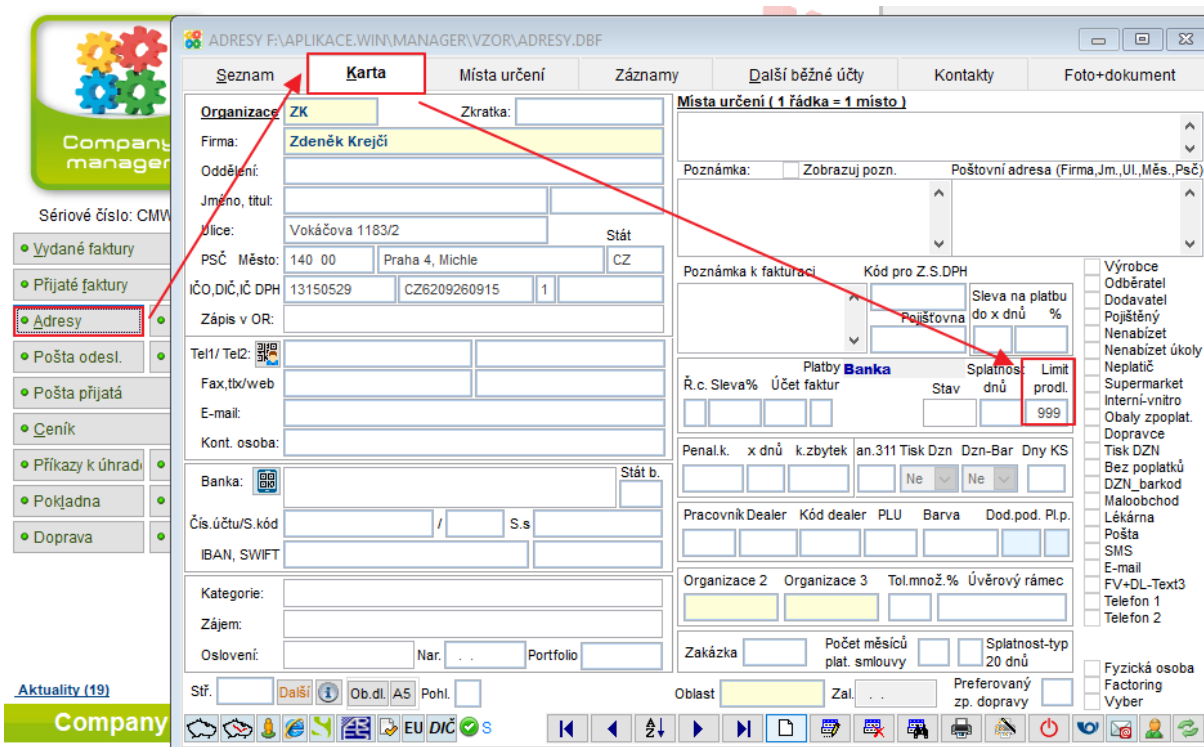 ADRESY F:\APLIKACE.WIN\MANAGER\VZOR\ADRESY.DBF
Seznam Karta Místa určení Záznamy Další běžné účty Kontakty Foto+dokument
Company
manager
Sériové číslo: CMW
Vydané faktury
Přijaté faktury
Adresy
Pošta odesl.
Pošta přijatá
Ceník
Příkazy k úhrad
Pokladna
Doprava
Aktuality (19)
Company
Organizace ZK Zkratka:
Firma: Zdeněk Krejčí
Oddělení:
Jméno, titul:
Ulice: Vokáčova 1183/2 Stát
PSČ Město: 140 00 Praha 4, Michle CZ
IČO,DIČ,IČ DPH 13150529 CZ6209260915 1
Zápis v OR:
Tel1/ Tel2:
Fax,tlx/web
E-mail:
Kont. osoba:
Banka: Stát b.
Čís.účtu/S.kód / S.s
IBAN, SWIFT
Kategorie:
Zájem:
Oslovení: Nar. . . Portfolio
Stř. Další Ob.dl. A5 Pohl.
Místa určení ( 1 řádka = 1 místo )
Poznámka: Zobrazuj pozn. Poštovní adresa (Firma,Jm.,Ul.,Měs.,Psč)
Poznámka k fakturaci Kód pro Z.S.DPH
Sleva na platbu
Pojišťovna do x dnů %
Platby Banka Splatnost Limit
Ř.c. Sleva% Účet faktur Stav dnů prodl.
999
Penal.k. x dnů k.zbytek an.311 Tisk Dzn Dzn-Bar Dny KS
Ne Ne
Pracovník Dealer Kód dealer PLU Barva Dod.pod. Pl.p.
Organizace 2 Organizace 3 Tol.množ.% Úvěrový rámec
Zakázka Počet měsíců Splatnost-typ
plat. smlouvy 20 dnů
Oblast Zal. . . Preferovaný
zp. dopravy
Výrobce
Odběratel
Dodavatel
Pojištěný
Nenabízet
Nenabízet úkoly
Neplatič
Supermarket
Interní-vnitro
Obaly zpoplat.
Dopravce
Tisk DZN
Bez poplatků
DZN_barkod
Maloobchod
Lékárna
Pošta
SMS
E-mail
FV+DL-Text3
Telefon 1
Telefon 2
Fyzická osoba
Factoring
Vyber
EU DIČ S